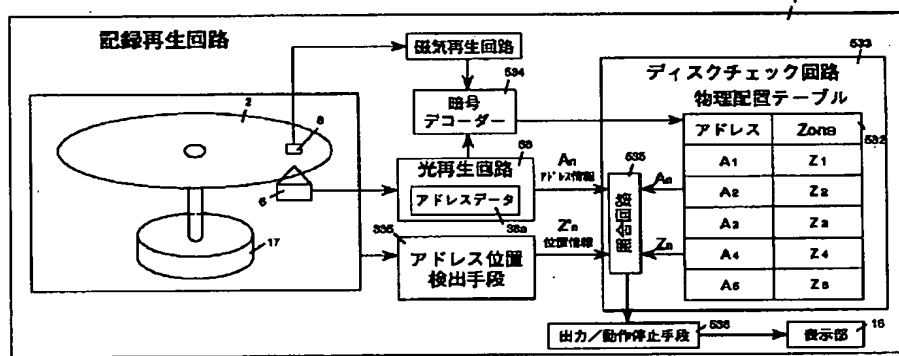 記録再生回路
磁気再生回路
533
ディスクチェック回路
物理配置テーブル
534
暗号
デコーダー
2
8
アドレス
Zone
532
A1
Z1
A2
Z2
A3
Z3
A4
Z4
A5
Z5
光再生回路
アドレスデータ
38a
An
アドレス情報
535
照合回路
An
Zn
6
17
335
アドレス位置
検出手段
Z'n
位置情報
出力/動作停止手段
536
表示部
16